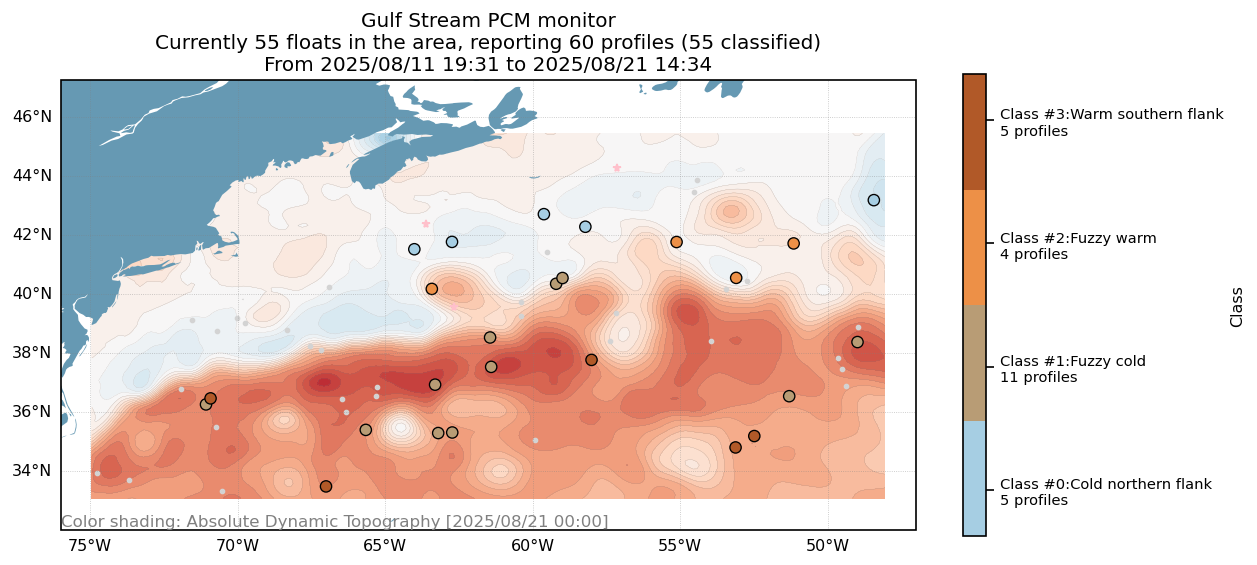 Gulf Stream PCM monitor
Currently 55 floats in the area, reporting 60 profiles (55 classified)
From 2025/08/11 19:31 to 2025/08/21 14:34
46°N
44°N
42°N
40°N
38°N
36°N
34°N
Color shading: Absolute Dynamic Topography [2025/08/21 00:00]
75°W 70°W 65°W 60°W 55°W 50°W
Class #3:Warm southern flank
5 profiles
Class #2:Fuzzy warm
4 profiles
Class #1:Fuzzy cold
11 profiles
Class #0:Cold northern flank
5 profiles
Class